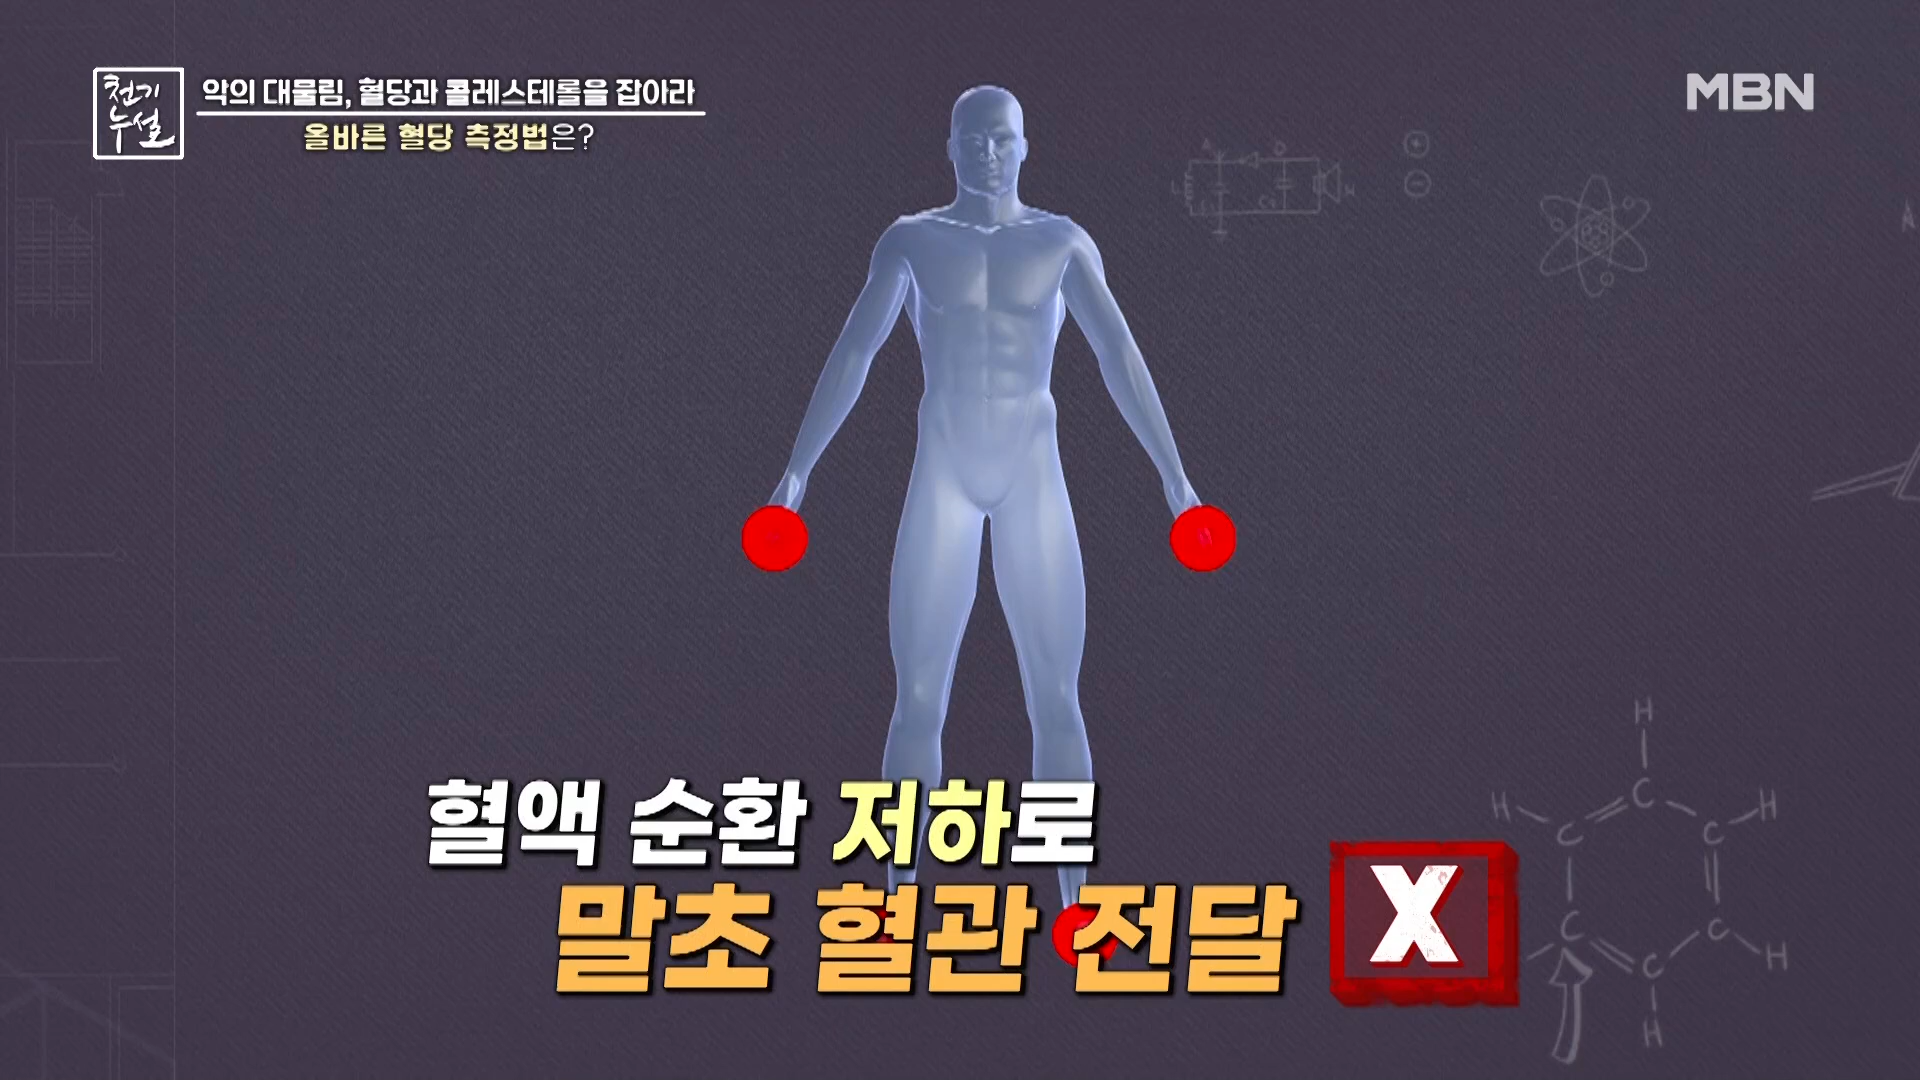 천기누설
악의 대물림, 혈당과 콜레스테롤을 잡아라
올바른 혈당 측정법은?
MBN
혈액 순환 저하로
말초 혈관 전달 X
H
H C H
C C
C C H
C
H